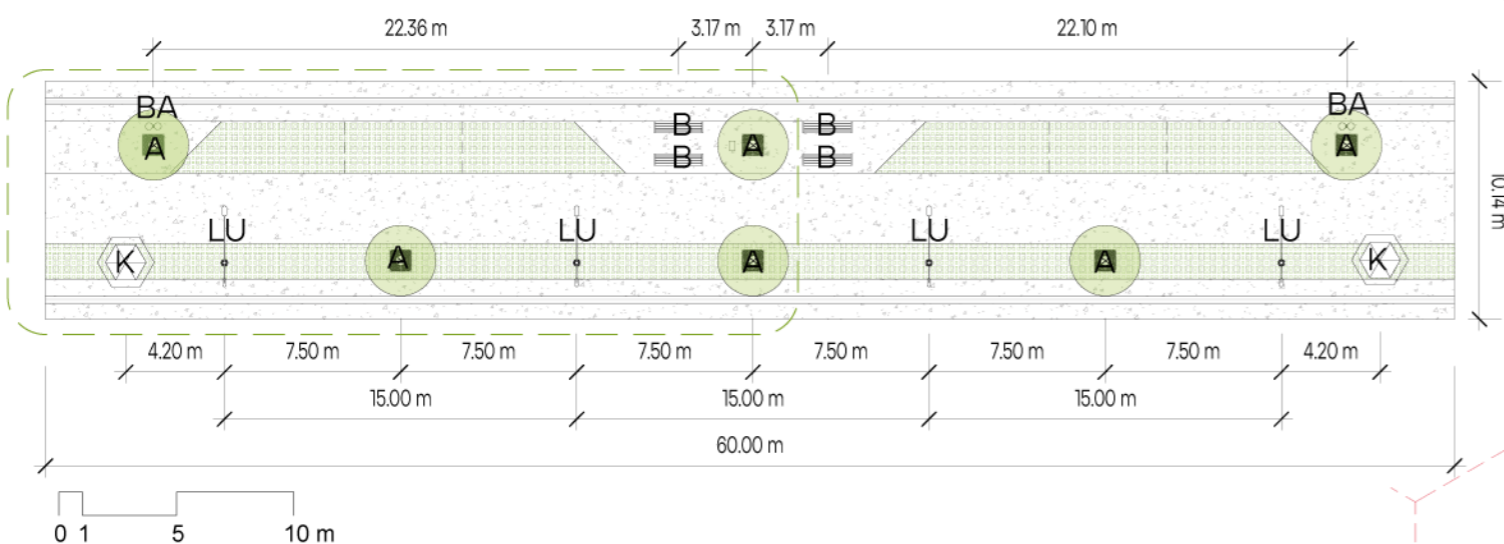 22.36 m 3.17 m 3.17 m 22.10 m
BA BA
B B
A A A
B B
10.14 m
LU LU LU LU
K A A A K
4.20 m 7.50 m 7.50 m 7.50 m 7.50 m 7.50 m 7.50 m 4.20 m
15.00 m 15.00 m 15.00 m
60.00 m
0 1 5 10 m